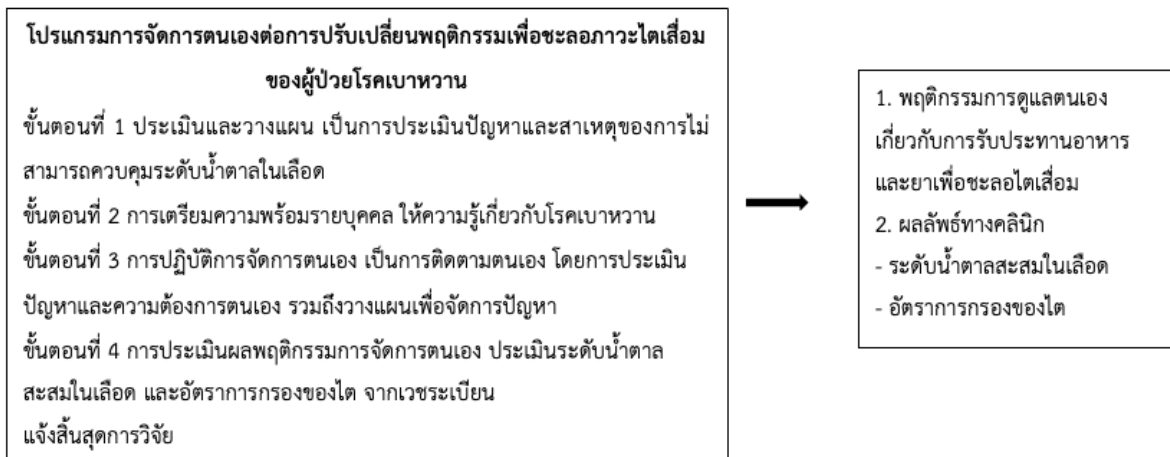 โปรแกรมการจัดการตนเองต่อการปรับเปลี่ยนพฤติกรรมเพื่อชะลอภาวะไตเสื่อม
ของผู้ป่วยโรคเบาหวาน
ขั้นตอนที่ 1 ประเมินและวางแผน เป็นการประเมินปัญหาและสาเหตุของการไม่
สามารถควบคุมระดับน้ำตาลในเลือด
ขั้นตอนที่ 2 การเตรียมความพร้อมรายบุคคล ให้ความรู้เกี่ยวกับโรคเบาหวาน
ขั้นตอนที่ 3 การปฏิบัติการจัดการตนเอง เป็นการติดตามตนเอง โดยการประเมิน
ปัญหาและความต้องการตนเอง รวมถึงวางแผนเพื่อจัดการปัญหา
ขั้นตอนที่ 4 การประเมินผลพฤติกรรมการจัดการตนเอง ประเมินระดับน้ำตาล
สะสมในเลือด และอัตราการกรองของไต จากเวชระเบียน
แจ้งสิ้นสุดการวิจัย
1. พฤติกรรมการดูแลตนเอง
เกี่ยวกับการรับประทานอาหาร
และยาเพื่อชะลอไตเสื่อม
2. ผลลัพธ์ทางคลินิก
- ระดับน้ำตาลสะสมในเลือด
- อัตราการกรองของไต